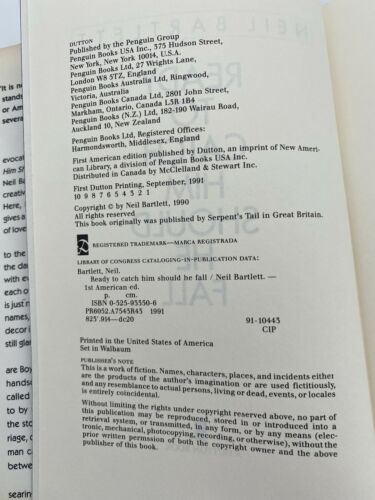 DUTTON
Published by the Penguin Group
Penguin Books USA Inc., 375 Hudson Street,
New York, New York 10014, U.S.A.
Penguin Books Ltd, 27 Wrights Lane,
London W8 5TZ, England
Penguin Books Australia Ltd, Ringwood,
Victoria, Australia
Penguin Books Canada Ltd, 2801 John Street,
Markham, Ontario, Canada L3R 1B4
Penguin Books (N.Z.) Ltd, 182-190 Wairau Road,
Auckland 10, New Zealand
Penguin Books Ltd, Registered Offices:
Harmondsworth, Middlesex, England
First American edition published by Dutton, an imprint of New Ameri-
can Library, a division of Penguin Books USA Inc.
Distributed in Canada by McClelland & Stewart Inc.
First Dutton Printing, September, 1991
10 9 8 7 6 5 4 3 2 1
Copyright © by Neil Bartlett, 1990
All rights reserved
This book originally was published by Serpent's Tail in Great Britain.
REGISTERED TRADEMARK—MARCA REGISTRADA
LIBRARY OF CONGRESS CATALOGING-IN-PUBLICATION DATA:
Bartlett, Neil.
Ready to catch him should he fall / Neil Bartlett. —
1st American ed.
p. cm.
ISBN 0-525-93350-6
PR6052.A7543R43 1991
823'.914—dc20 91-10443
CIP
Printed in the United States of America
Set in Walbaum
PUBLISHER'S NOTE
This is a work of fiction. Names, characters, places, and incidents either
are the products of the author's imagination or are used fictitiously,
and any resemblance to actual persons, living or dead, events, or locales
is entirely coincidental.
Without limiting the rights under copyright reserved above, no part of
this publication may be reproduced, stored in or introduced into a
retrieval system, or transmitted, in any form, or by any means (elec-
tronic, mechanical, photocopying, recording, or otherwise), without the
prior written permission of both the copyright owner and the above
publisher of this book.